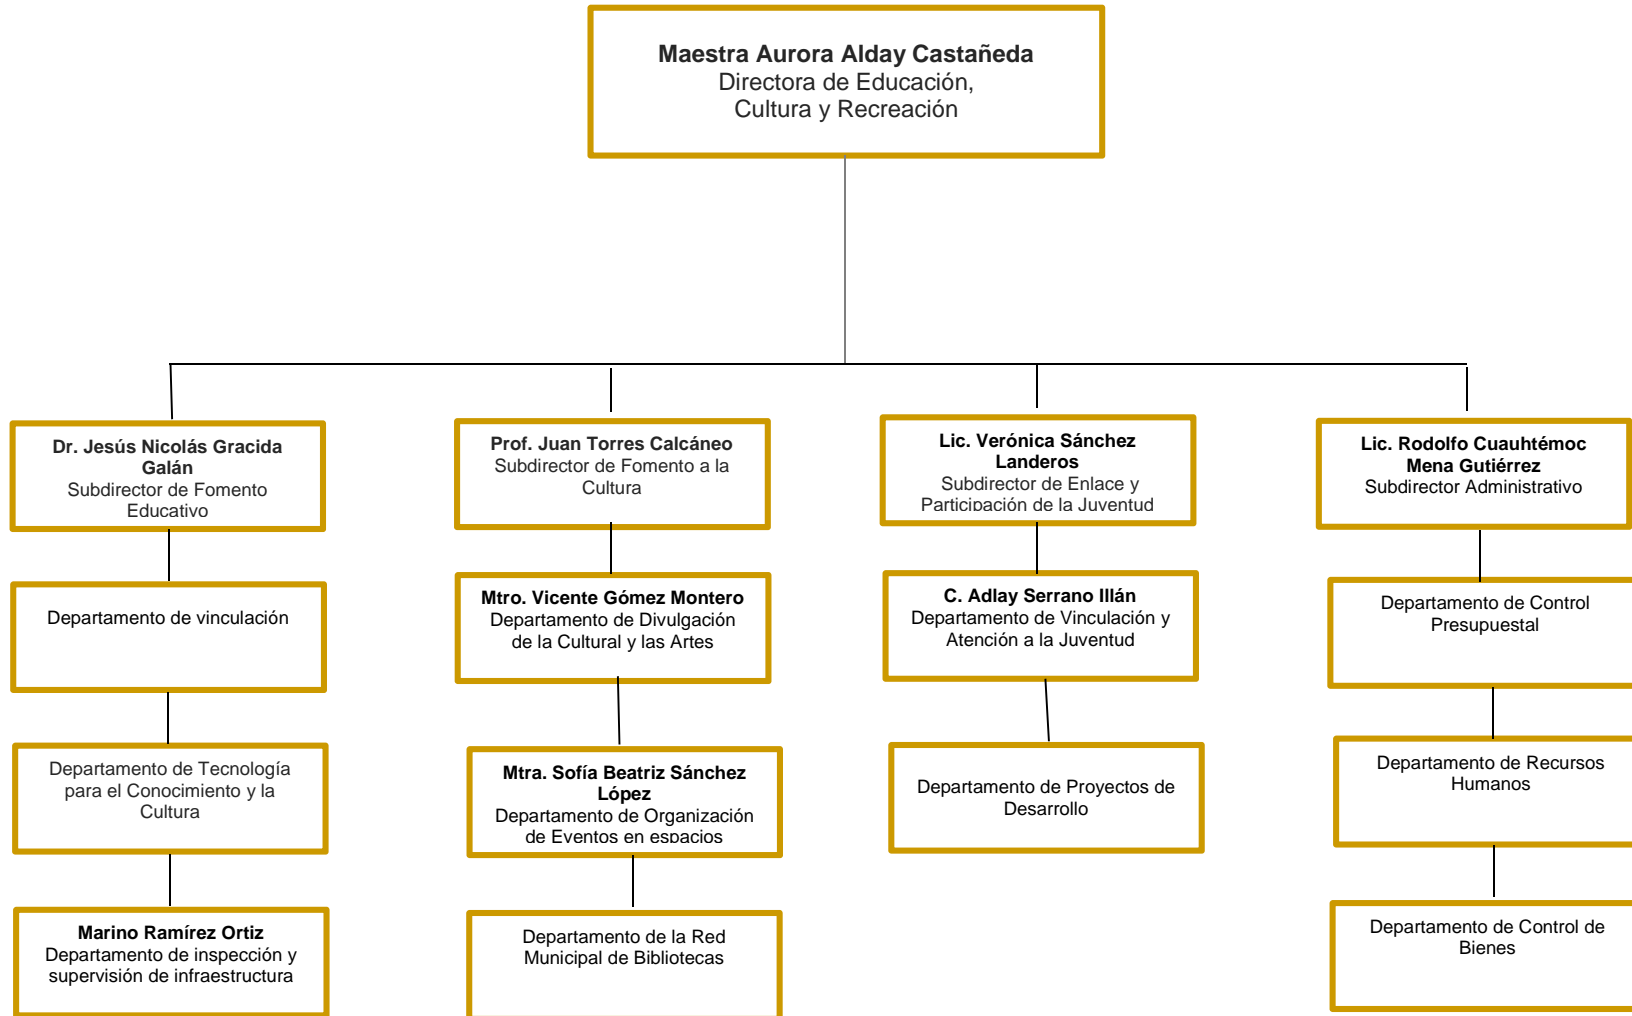 Maestra Aurora Alday Castañeda
Directora de Educación,
Cultura y Recreación
Dr. Jesús Nicolás Gracida
Galán
Subdirector de Fomento
Educativo
Prof. Juan Torres Calcáneo
Subdirector de Fomento a la
Cultura
Lic. Verónica Sánchez
Landeros
Subdirector de Enlace y
Participación de la Juventud
Lic. Rodolfo Cuauhtémoc
Mena Gutiérrez
Subdirector Administrativo
Departamento de vinculación
Mtro. Vicente Gómez Montero
Departamento de Divulgación
de la Cultural y las Artes
C. Adlay Serrano Illán
Departamento de Vinculación y
Atención a la Juventud
Departamento de Control
Presupuestal
Departamento de Tecnología
para el Conocimiento y la
Cultura
Mtra. Sofía Beatriz Sánchez
López
Departamento de Organización
de Eventos en espacios
Departamento de Proyectos de
Desarrollo
Departamento de Recursos
Humanos
Marino Ramírez Ortiz
Departamento de inspección y
supervisión de infraestructura
Departamento de la Red
Municipal de Bibliotecas
Departamento de Control de
Bienes